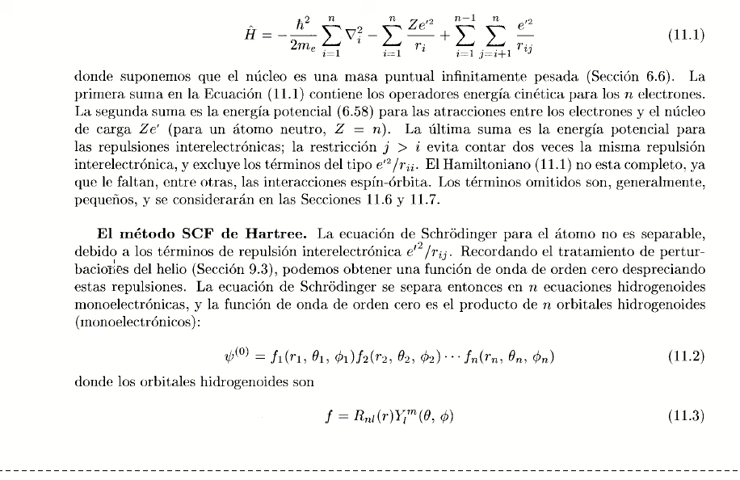 Ĥ = −ħ²/2mₑ ∑ᵢ₌₁ⁿ ∇ᵢ² − ∑ᵢ₌₁ⁿ Ze′²/rᵢ + ∑ᵢ₌₁ⁿ⁻¹ ∑ⱼ₌ᵢ₊₁ⁿ e′²/rᵢⱼ (11.1)
donde suponemos que el núcleo es una masa puntual infinitamente pesada (Sección 6.6). La
primera suma en la Ecuación (11.1) contiene los operadores energía cinética para los n electrones.
La segunda suma es la energía potencial (6.58) para las atracciones entre los electrones y el núcleo
de carga Ze′ (para un átomo neutro, Z = n). La última suma es la energía potencial para
las repulsiones interelectrónicas; la restricción j > i evita contar dos veces la misma repulsión
interelectrónica, y excluye los términos del tipo e′²/rᵢᵢ. El Hamiltoniano (11.1) no esta completo, ya
que le faltan, entre otras, las interacciones espín-órbita. Los términos omitidos son, generalmente,
pequeños, y se considerarán en las Secciones 11.6 y 11.7.
El método SCF de Hartree. La ecuación de Schrödinger para el átomo no es separable,
debido a los términos de repulsión interelectrónica e′²/rᵢⱼ. Recordando el tratamiento de pertur-
baciones del helio (Sección 9.3), podemos obtener una función de onda de orden cero despreciando
estas repulsiones. La ecuación de Schrödinger se separa entonces en n ecuaciones hidrogenoides
monoelectrónicas, y la función de onda de orden cero es el producto de n orbitales hidrogenoides
(monoelectrónicos):
ψ⁽⁰⁾ = f₁(r₁, θ₁, ϕ₁)f₂(r₂, θ₂, ϕ₂) ··· fₙ(rₙ, θₙ, ϕₙ) (11.2)
donde los orbitales hidrogenoides son
f = Rₙₗ(r)Yₗᵐ(θ, ϕ) (11.3)